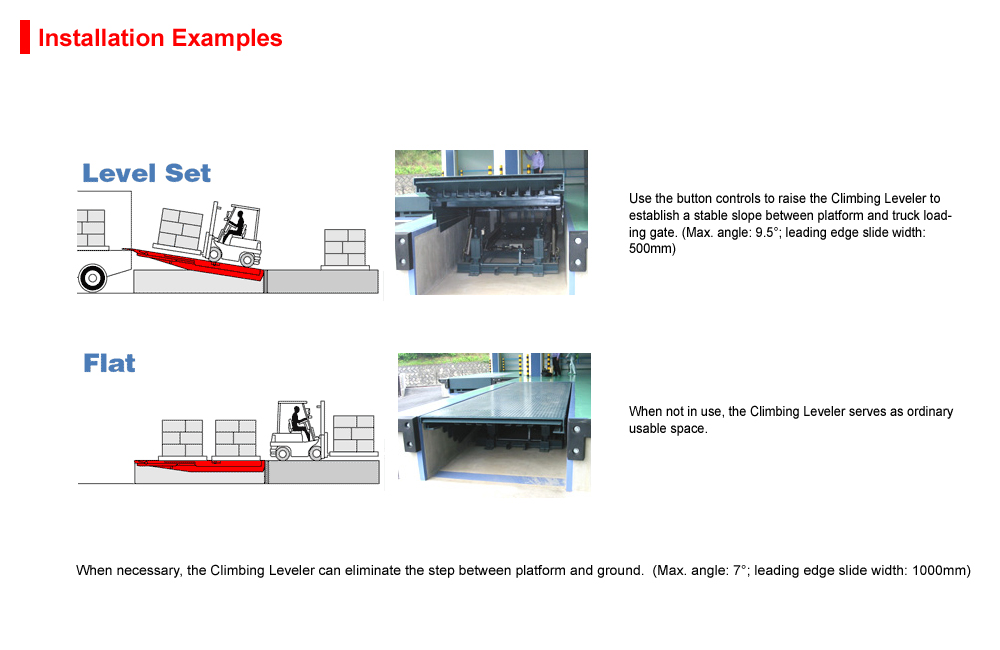 Installation Examples
Level Set
Use the button controls to raise the Climbing Leveler to
establish a stable slope between platform and truck load-
ing gate. (Max. angle: 9.5°; leading edge slide width:
500mm)
Flat
When not in use, the Climbing Leveler serves as ordinary
usable space.
When necessary, the Climbing Leveler can eliminate the step between platform and ground.  (Max. angle: 7°; leading edge slide width: 1000mm)